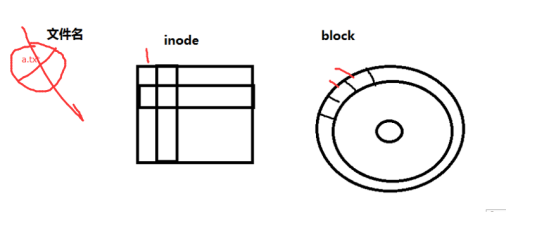 文件名
inode
block
a.txt